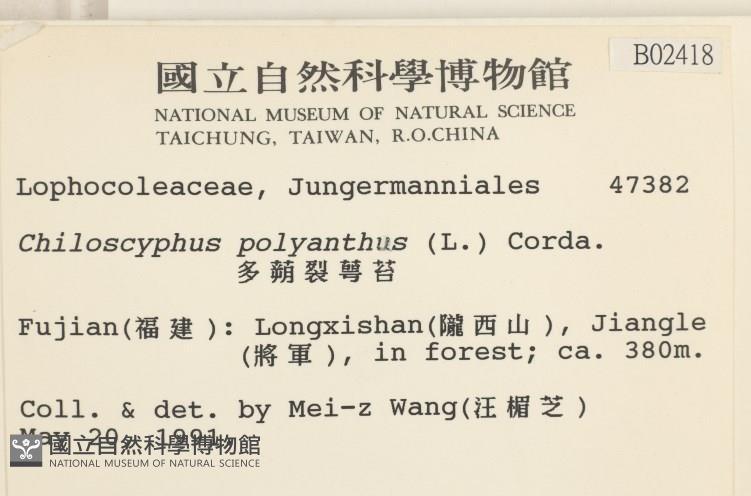 B02418
國立自然科學博物館
NATIONAL MUSEUM OF NATURAL SCIENCE
TAICHUNG, TAIWAN, R.O.CHINA
Lophocoleaceae, Jungermanniales 47382
Chiloscyphus polyanthus (L.) Corda.
多蒴裂萼苔
Fujian(福建): Longxishan(隴西山), Jiangle
(將軍), in forest; ca. 380m.
Coll. & det. by Mei-z Wang(汪楣芝)
May 20, 1991.
國立自然科學博物館
NATIONAL MUSEUM OF NATURAL SCIENCE